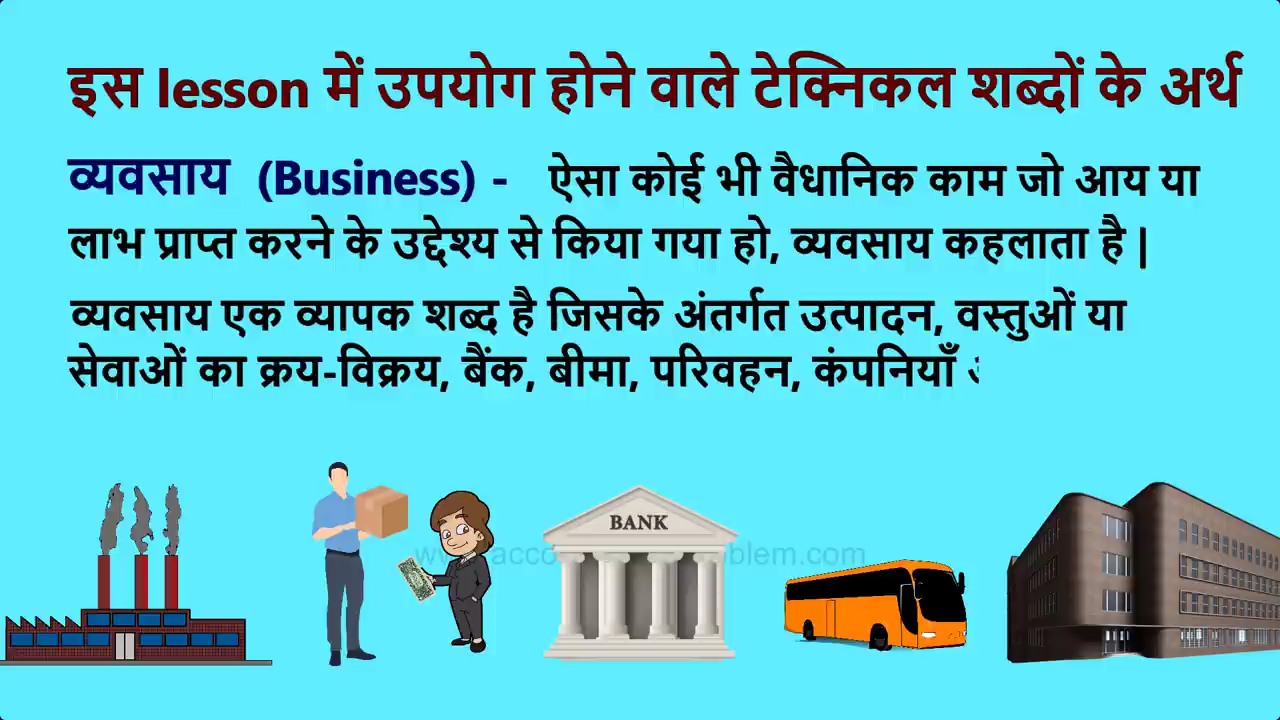 इस lesson में उपयोग होने वाले टेक्निकल शब्दों के अर्थ
व्यवसाय (Business) - ऐसा कोई भी वैधानिक काम जो आय या
लाभ प्राप्त करने के उद्देश्य से किया गया हो, व्यवसाय कहलाता है |
व्यवसाय एक व्यापक शब्द है जिसके अंतर्गत उत्पादन, वस्तुओं या
सेवाओं का क्रय-विक्रय, बैंक, बीमा, परिवहन, कंपनियाँ
BANK